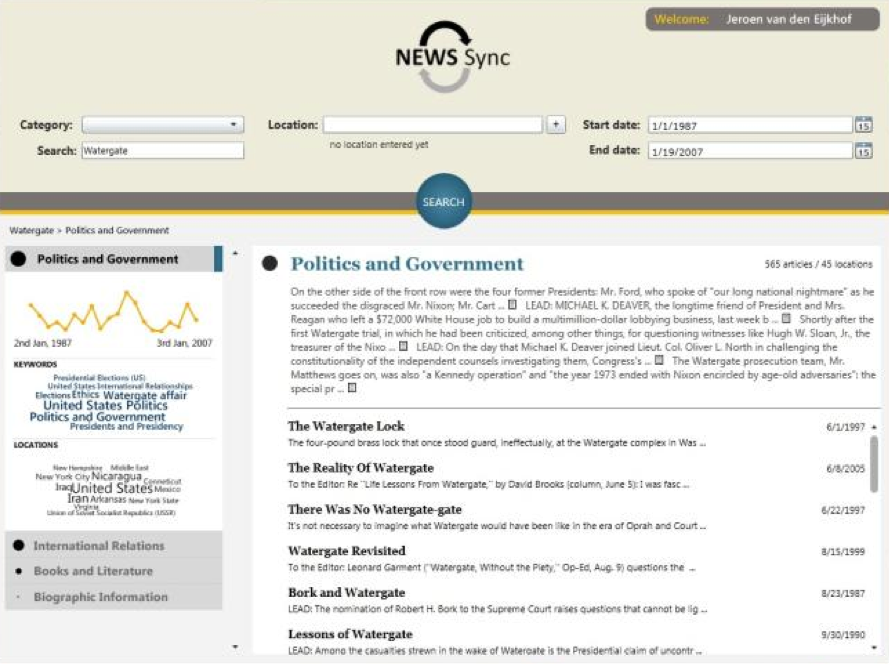 Welcome: Jeroen van den Eijkhof
NEWS Sync
Category:
Location:
+
Start date: 1/1/1987
15
no location entered yet
Search: Watergate
End date: 1/19/2007
15
SEARCH
Watergate > Politics and Government
Politics and Government
2nd Jan, 1987 3rd Jan, 2007
KEYWORDS
Presidential Elections (US)
United States International Relationships
Elections Ethics Watergate affair
United States Politics
Politics and Government
Presidents and Presidency
LOCATIONS
New Hampshire Middle East
New York City Nicaragua Connecticut
Iraq United States Mexico
Iran Arkansas New York State
Virginia
Union of Soviet Socialist Republics (USSR)
International Relations
Books and Literature
Biographic Information
Politics and Government
565 articles / 45 locations
On the other side of the front row were the four former Presidents: Mr. Ford, who spoke of "our long national nightmare" as he
succeeded the disgraced Mr. Nixon; Mr. Cart ... LEAD: MICHAEL K. DEAVER, the longtime friend of President and Mrs.
Reagan who left a $72,000 White House job to build a multimillion-dollar lobbying business, last week b ... Shortly after the
first Watergate trial, in which he had been criticized, among other things, for questioning witnesses like Hugh W. Sloan, Jr., the
treasurer of the Nixo ... LEAD: On the day that Michael K. Deaver joined Lieut. Col. Oliver L. North in challenging the
constitutionality of the independent counsels investigating them, Congress's ... The Watergate prosecution team, Mr.
Matthews goes on, was also "a Kennedy operation" and "the year 1973 ended with Nixon encircled by age-old adversaries": the
special pr ...
The Watergate Lock 6/1/1997
The four-pound brass lock that once stood guard, ineffectually, at the Watergate complex in Was ...
The Reality Of Watergate 6/8/2005
To the Editor: Re ''Life Lessons From Watergate,'' by David Brooks (column, June 5): I was fasc ...
There Was No Watergate-gate 6/22/1997
It's not necessary to imagine what Watergate would have been like in the era of Oprah and Court ...
Watergate Revisited 8/15/1999
To the Editor: Leonard Garment (''Watergate, Without the Piety,'' Op-Ed, Aug. 9) questions the ...
Bork and Watergate 8/23/1987
LEAD: The nomination of Robert H. Bork to the Supreme Court raises questions that cannot be lig ...
Lessons of Watergate 9/30/1990
LEAD: Among the casualties strewn in the wake of Watergate is the Presidential claim of uncontr ...